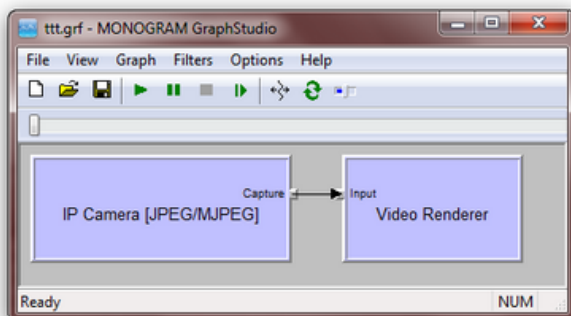 ttt.grf - MONOGRAM GraphStudio
File View Graph Filters Options Help
Capture Input
IP Camera [JPEG/MJPEG] Video Renderer
Ready NUM